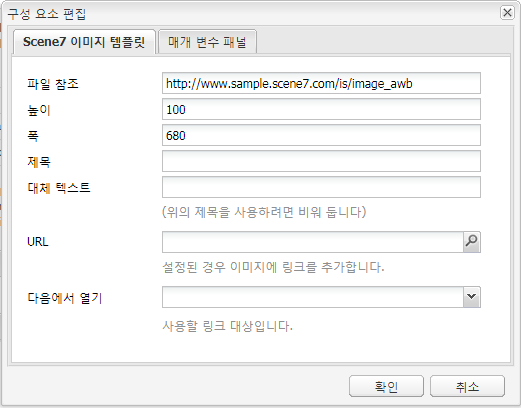 구성 요소 편집
Scene7 이미지 템플릿 매개 변수 패널
파일 참조 http://www.sample.scene7.com/is/image_awb
높이 100
폭 680
제목
대체 텍스트
(위의 제목을 사용하려면 비워 둡니다)
URL
설정된 경우 이미지에 링크를 추가합니다.
다음에서 열기
사용할 링크 대상입니다.
확인 취소